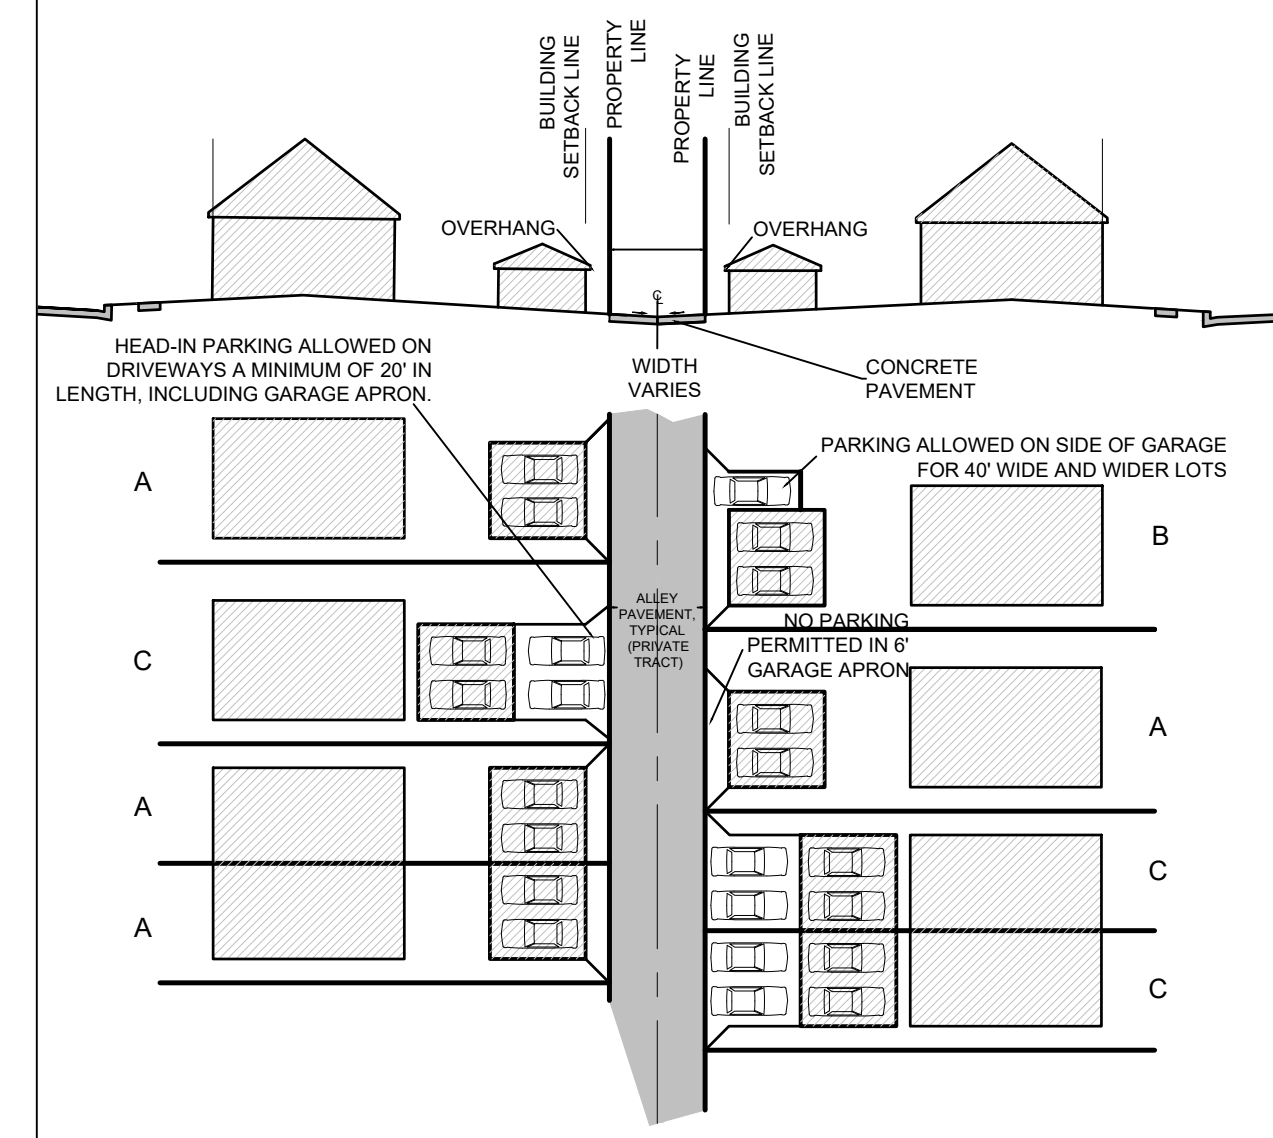 BUILDING
SETBACK LINE
PROPERTY
LINE
PROPERTY
LINE
BUILDING
SETBACK LINE
OVERHANG
OVERHANG
℄
HEAD-IN PARKING ALLOWED ON
DRIVEWAYS A MINIMUM OF 20' IN
LENGTH, INCLUDING GARAGE APRON.
WIDTH
VARIES
CONCRETE
PAVEMENT
PARKING ALLOWED ON SIDE OF GARAGE
FOR 40' WIDE AND WIDER LOTS
A
B
ALLEY
PAVEMENT,
TYPICAL
(PRIVATE
TRACT)
NO PARKING
PERMITTED IN 6'
GARAGE APRON
C
A
A
C
A
C